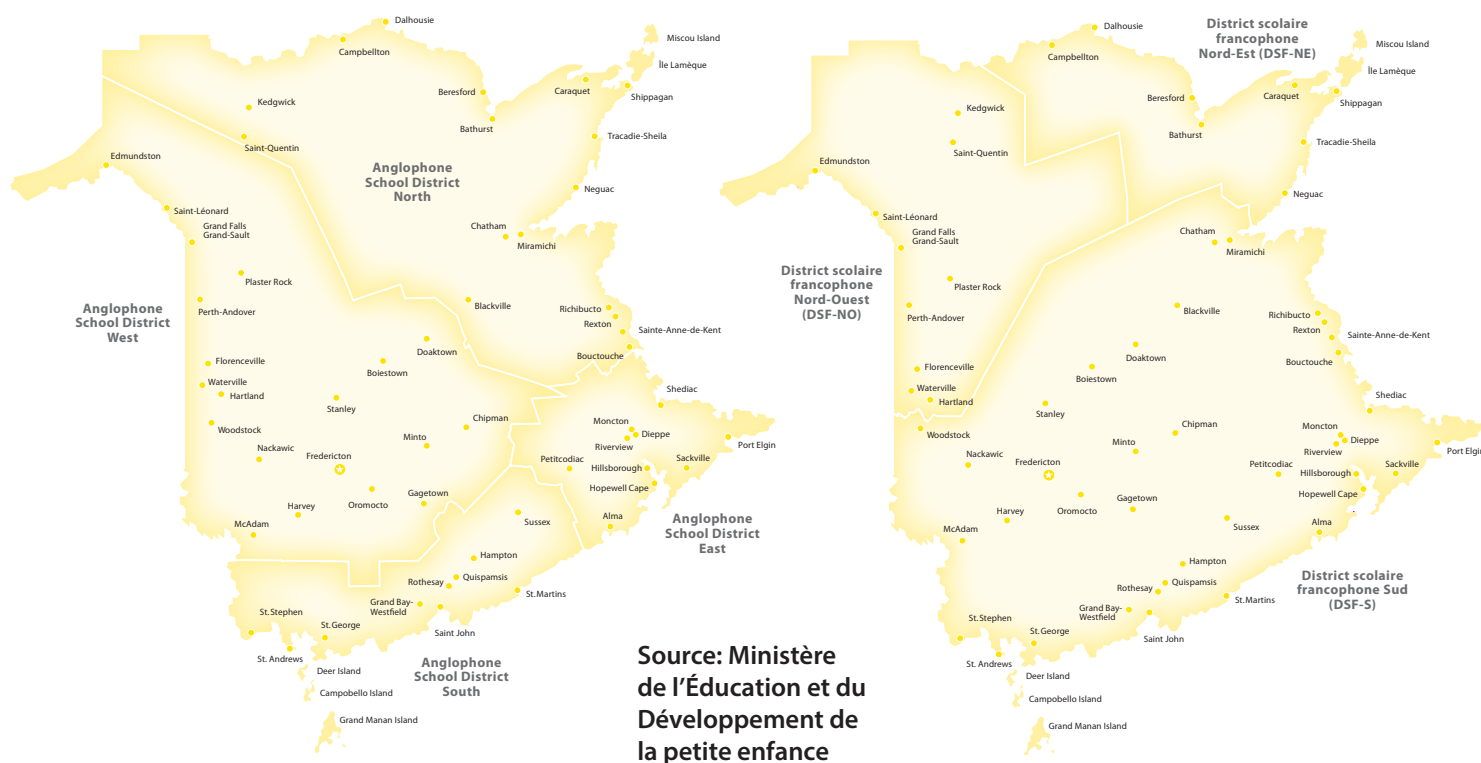 Dalhousie
Campbellton
Miscou Island
Île Lamèque
Beresford
Caraquet
Shippagan
Kedgwick
Bathurst
Saint-Quentin
Tracadie-Sheila
Edmundston
Anglophone
School District
North
Neguac
Saint-Léonard
Grand Falls
Grand-Sault
Chatham
Miramichi
Plaster Rock
Anglophone
School District
West
Perth-Andover
Blackville
Richibucto
Rexton
Sainte-Anne-de-Kent
Doaktown
Bouctouche
Florenceville
Boiestown
Waterville
Hartland
Shediac
Stanley
Woodstock
Chipman
Moncton
Dieppe
Port Elgin
Nackawic
Minto
Riverview
Fredericton
Petitcodiac
Hillsborough
Sackville
Hopewell Cape
Oromocto
Gagetown
Harvey
McAdam
Sussex
Alma
Anglophone
School District
East
Hampton
Rothesay
Quispamsis
St.Martins
Grand Bay-
Westfield
St.Stephen
St.George
Saint John
St. Andrews
Anglophone
School District
South
Deer Island
Campobello Island
Grand Manan Island
Source: Ministère
de l’Éducation et du
Développement de
la petite enfance
Dalhousie
District scolaire
francophone
Nord-Est (DSF-NE)
Campbellton
Miscou Island
Île Lamèque
Beresford
Caraquet
Shippagan
Kedgwick
Bathurst
Saint-Quentin
Tracadie-Sheila
Edmundston
Neguac
Saint-Léonard
Grand Falls
Grand-Sault
Chatham
Miramichi
District scolaire
francophone
Nord-Ouest
(DSF-NO)
Plaster Rock
Perth-Andover
Blackville
Richibucto
Rexton
Sainte-Anne-de-Kent
Doaktown
Bouctouche
Florenceville
Boiestown
Waterville
Hartland
Shediac
Stanley
Woodstock
Chipman
Moncton
Dieppe
Port Elgin
Nackawic
Minto
Riverview
Fredericton
Petitcodiac
Hillsborough
Sackville
Hopewell Cape
Oromocto
Gagetown
Harvey
McAdam
Sussex
Alma
Hampton
Rothesay
Quispamsis
St.Martins
District scolaire
francophone Sud
(DSF-S)
Grand Bay-
Westfield
St.Stephen
St.George
Saint John
St. Andrews
Deer Island
Campobello Island
Grand Manan Island